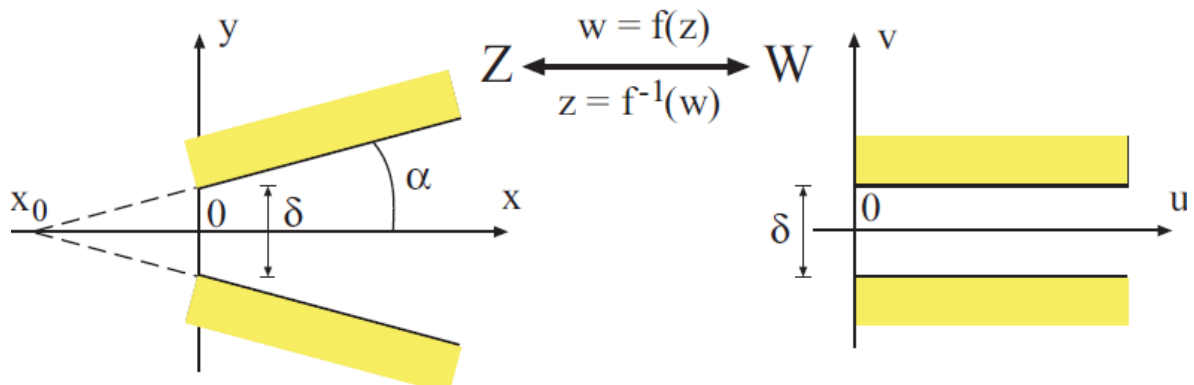 y
Z
w = f(z)
z = f⁻¹(w)
W
v
x₀
0
δ
α
x
0
δ
u